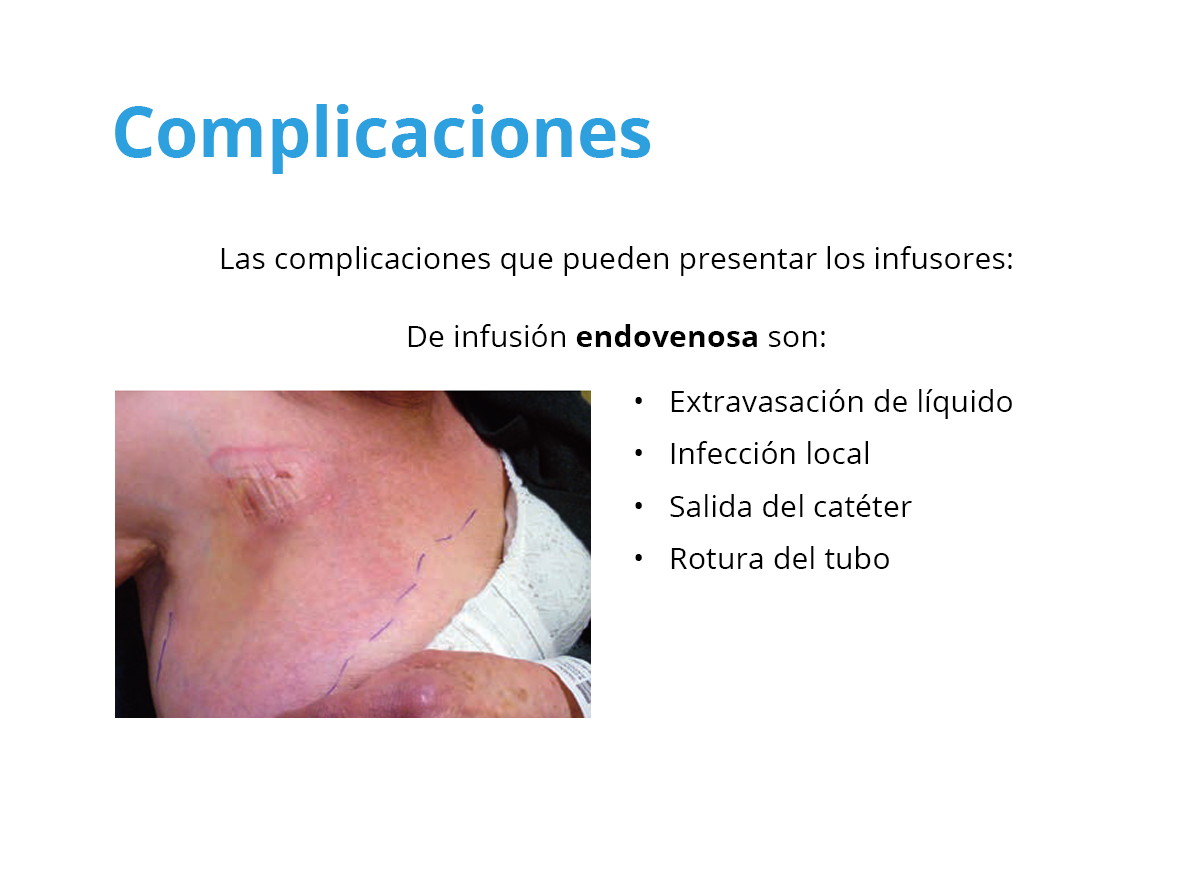 Complicaciones
Las complicaciones que pueden presentar los infusores:
De infusión endovenosa son:
• Extravasación de líquido
• Infección local
• Salida del catéter
• Rotura del tubo